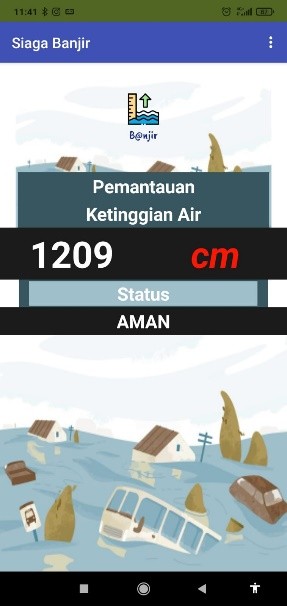 11:41
Siaga Banjir
B@njir
Pemantauan
Ketinggian Air
1209 cm
Status
AMAN